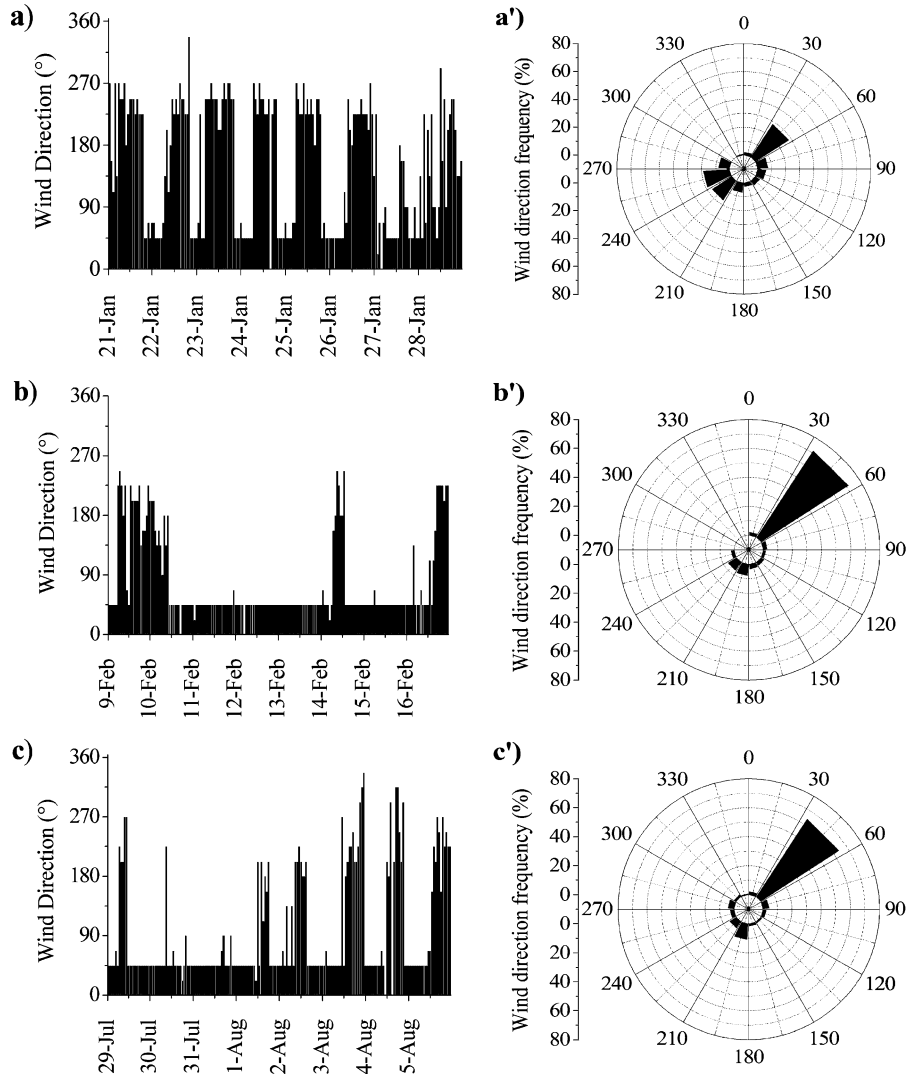 a)
Wind Direction (°)
360
270
180
90
0
21-Jan
22-Jan
23-Jan
24-Jan
25-Jan
26-Jan
27-Jan
28-Jan
a')
Wind direction frequency (%)
80
60
40
20
0
0
20
40
60
80
0
30
60
90
120
150
180
210
240
270
300
330
b)
Wind Direction (°)
360
270
180
90
0
9-Feb
10-Feb
11-Feb
12-Feb
13-Feb
14-Feb
15-Feb
16-Feb
b')
Wind direction frequency (%)
80
60
40
20
0
0
20
40
60
80
0
30
60
90
120
150
180
210
240
270
300
330
c)
Wind Direction (°)
360
270
180
90
0
29-Jul
30-Jul
31-Jul
1-Aug
2-Aug
3-Aug
4-Aug
5-Aug
c')
Wind direction frequency (%)
80
60
40
20
0
0
20
40
60
80
0
30
60
90
120
150
180
210
240
270
300
330